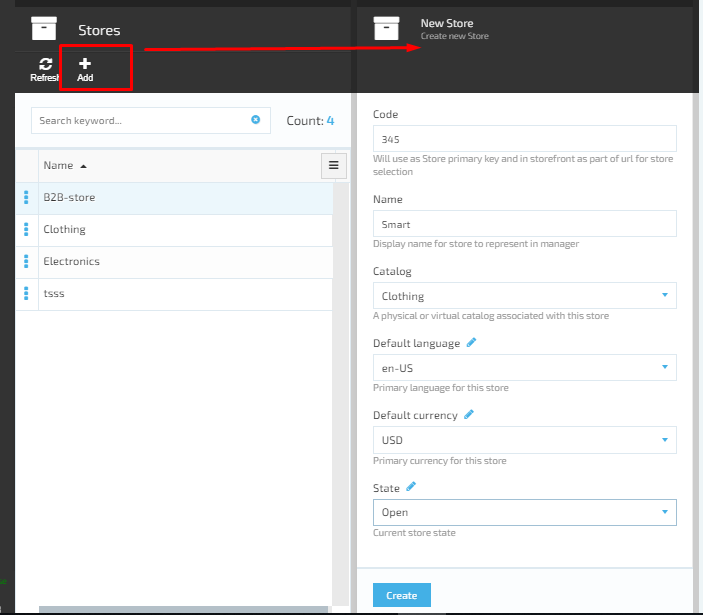 Stores
Refresh
Add
Search keyword...
Count: 4
Name
B2B-store
Clothing
Electronics
tsss
New Store
Create new Store
Code
345
Will use as Store primary key and in storefront as part of url for store
selection
Name
Smart
Display name for store to represent in manager
Catalog
Clothing
A physical or virtual catalog associated with this store
Default language
en-US
Primary language for this store
Default currency
USD
Primary currency for this store
State
Open
Current store state
Create